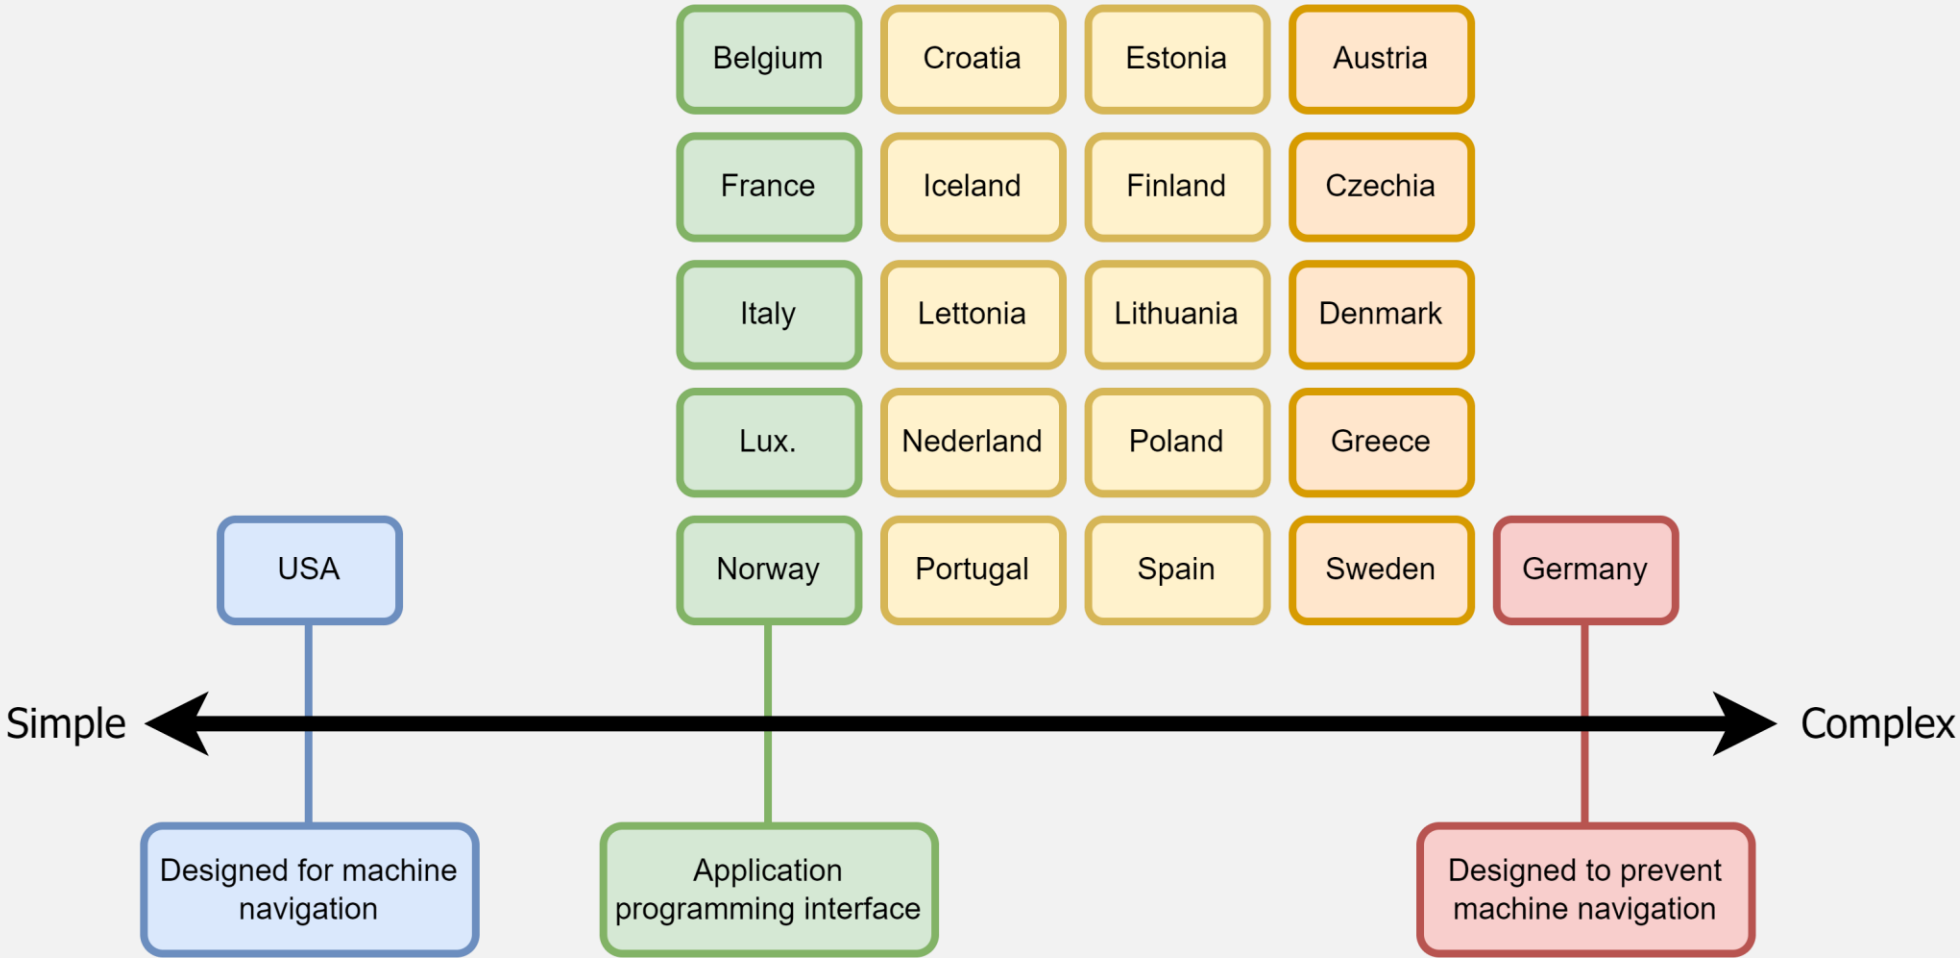 Belgium
Croatia
Estonia
Austria
France
Iceland
Finland
Czechia
Italy
Lettonia
Lithuania
Denmark
Lux.
Nederland
Poland
Greece
USA
Norway
Portugal
Spain
Sweden
Germany
Simple
Complex
Designed for machine
navigation
Application
programming interface
Designed to prevent
machine navigation